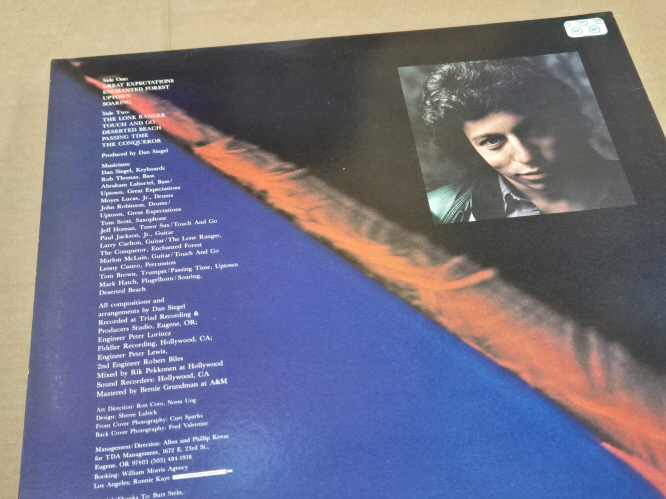 Side One:
GREAT EXPECTATIONS
ENCHANTED FOREST
UPTOWN
SOARING
Side Two:
THE LONE RANGER
TOUCH AND GO
DESERTED BEACH
PASSING TIME
THE CONQUEROR
Produced by Dan Siegel
Musicians:
Dan Siegel, Keyboards
Rob Thomas, Bass
Abraham Laboriel, Bass/
Uptown, Great Expectations
Moyes Lucas, Jr., Drums
John Robinson, Drums/
Uptown, Great Expectations
Tom Scott, Saxophone
Jeff Homan, Tenor Sax/Touch And Go
Paul Jackson, Jr., Guitar
Larry Carlton, Guitar/The Lone Ranger,
The Conqueror, Enchanted Forest
Marlon McLain, Guitar/Touch And Go
Lenny Castro, Percussion
Tom Brown, Trumpet/Passing Time, Uptown
Mark Hatch, Flugelhorn/Soaring,
Deserted Beach
All compositions and
arrangements by Dan Siegel
Recorded at Triad Recording &
Producers Studio, Eugene, OR;
Engineer Peter Lorincz
Fiddler Recording, Hollywood, CA;
Engineer Peter Lewis,
2nd Engineer Robert Biles
Mixed by Rik Pekkonen at Hollywood
Sound Recorders: Hollywood, CA
Mastered by Bernie Grundman at A&M
Art Direction: Ron Coro, Norm Ung
Design: Sheree Lubick
Front Cover Photography: Curt Sparks
Back Cover Photography: Fred Valentine
Management/Direction: Allen and Phillip Kovac
for TDA Management, 1672 E. 23rd St.,
Eugene, OR 97403 (503) 484-1918
Booking: William Morris Agency
Los Angeles; Ronnie Kaye
Thanks To: Burt Stein,